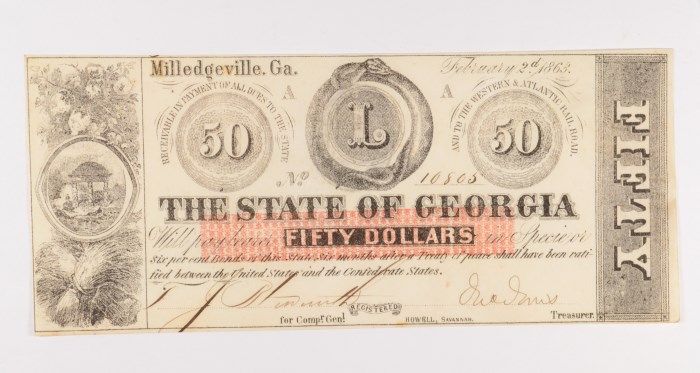 Milledgeville. Ga.
February 2d, 1863.
A
A
RECEIVABLE IN PAYMENT OF ALL DUES TO THE STATE
50
L
AND TO THE WESTERN & ATLANTIC RAIL ROAD.
50
No 10805
THE STATE OF GEORGIA
Will pay bearer FIFTY DOLLARS in Specie or
six per cent Bonds of this State, six months after a Treaty of peace shall have been rati-
fied between the United States and the Confederate States.
REGISTERED
for Compt. Genl.
HOWELL, SAVANNAH.
Treasurer.
FIFTY